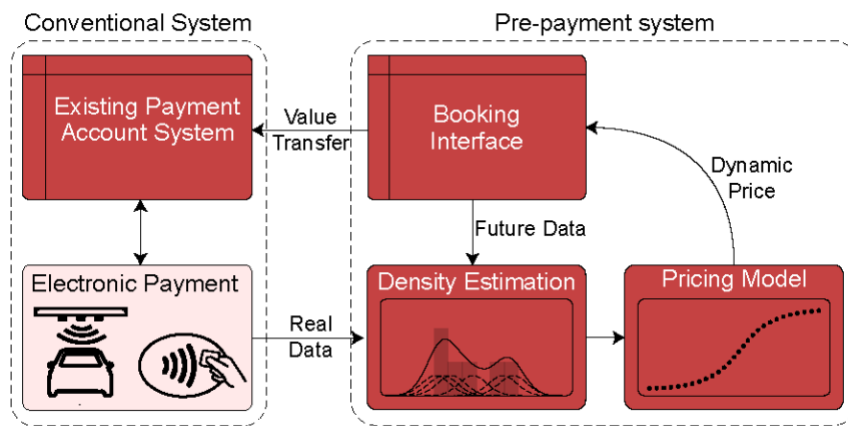 Conventional System
Pre-payment system
Existing Payment
Account System
Value
Transfer
Booking
Interface
Dynamic
Price
Future Data
Electronic Payment
Real
Data
Density Estimation
Pricing Model